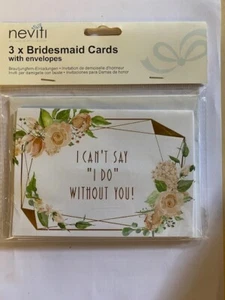 neviti
3 x Bridesmaid Cards
with envelopes
I CAN'T SAY
"I DO"
WITHOUT YOU!